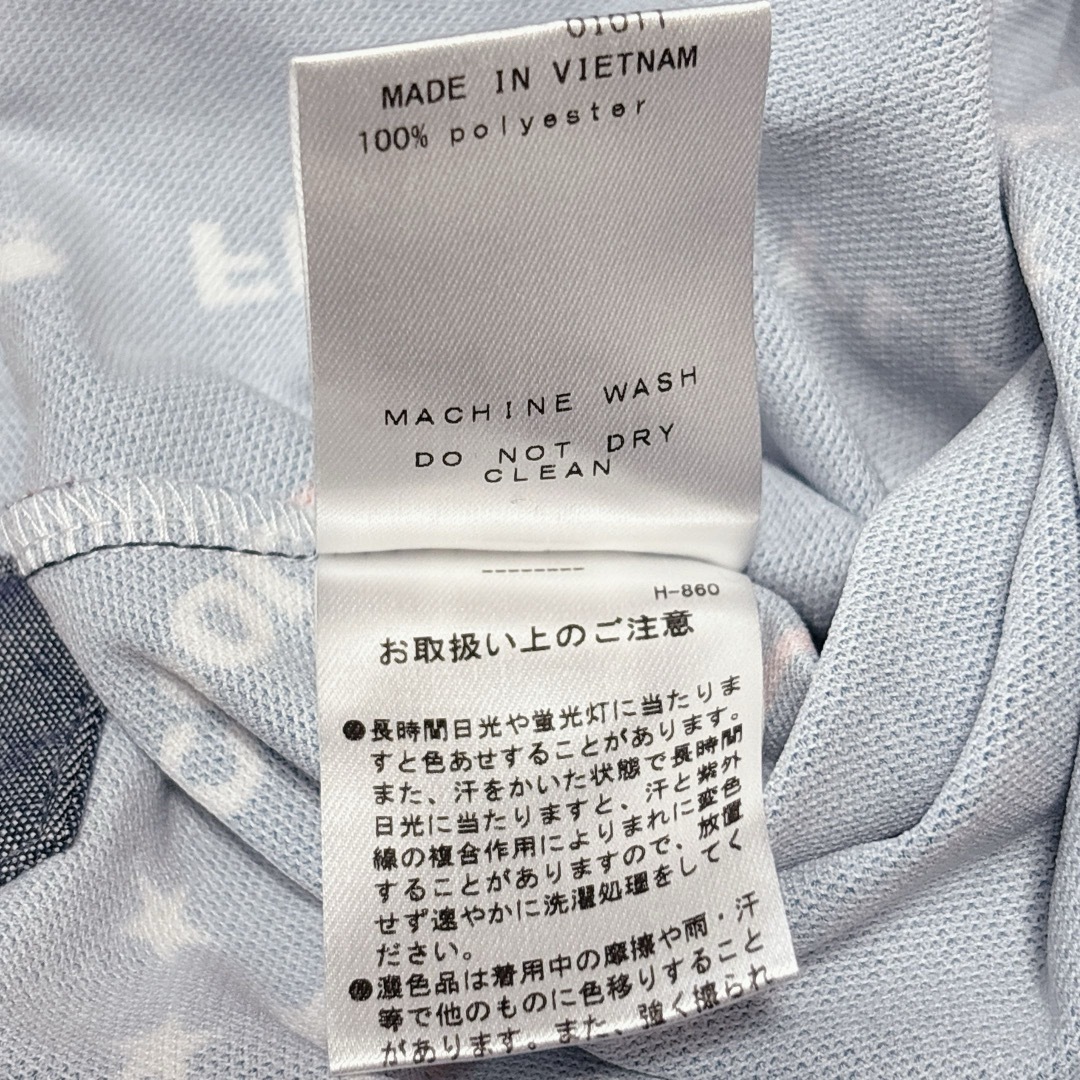 01011
MADE IN VIETNAM
100% polyester
MACHINE WASH
DO NOT DRY
CLEAN
--------
H-860
お取扱い上のご注意
●長時間日光や蛍光灯に当たりま
すと色あせすることがあります。
また、汗をかいた状態で長時間
日光に当たりますと、汗と紫外
線の複合作用によりまれに変色
することがありますので、放置
せず速やかに洗濯処理をしてく
ださい。
●濃色品は着用中の摩擦や雨・汗
等で他のものに色移りすること
があります。また、強く擦られ